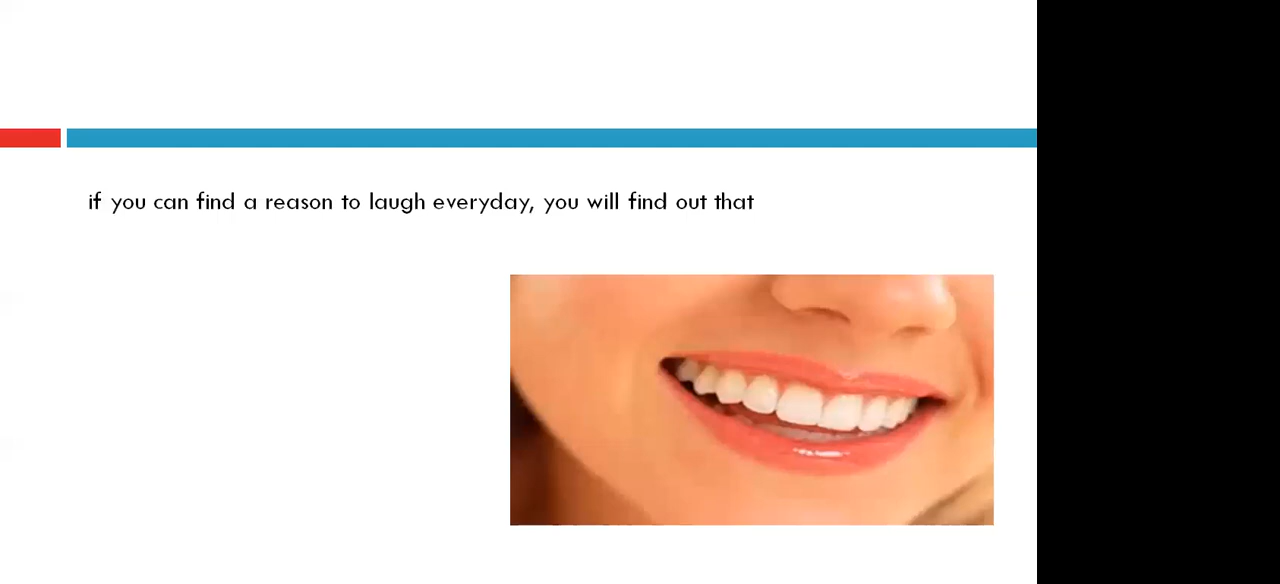 if you can find a reason to laugh everyday, you will find out that